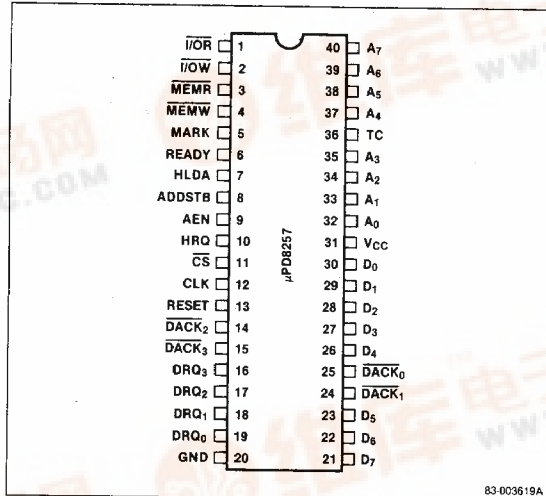 I/OR 1 40 A7
I/OW 2 39 A6
MEMR 3 38 A5
MEMW 4 37 A4
MARK 5 36 TC
READY 6 35 A3
HLDA 7 34 A2
ADDSTB 8 33 A1
AEN 9 32 A0
HRQ 10 31 VCC
CS 11 30 D0
CLK 12 29 D1
RESET 13 28 D2
DACK2 14 27 D3
DACK3 15 26 D4
DRQ3 16 25 DACK0
DRQ2 17 24 DACK1
DRQ1 18 23 D5
DRQ0 19 22 D6
GND 20 21 D7
μPD8257
83-003619A